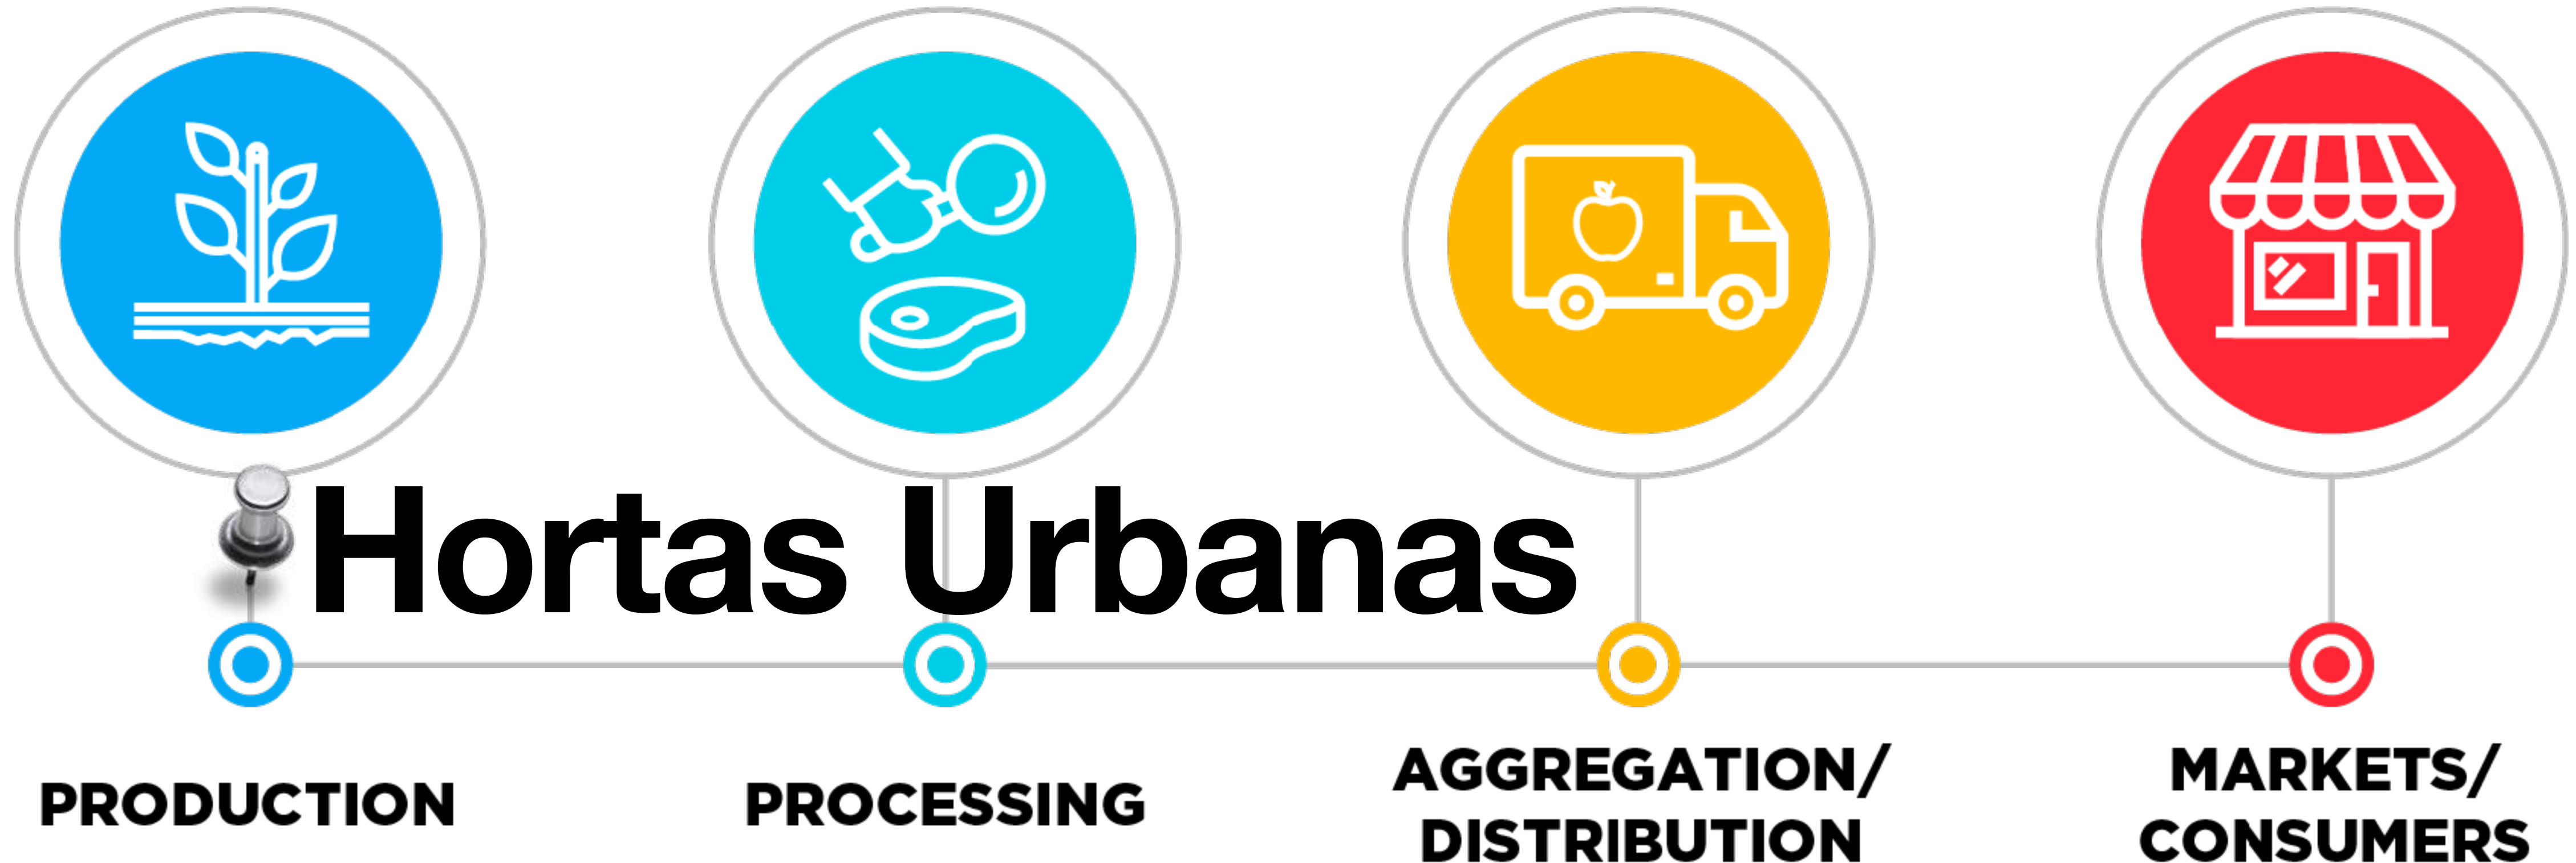 Hortas Urbanas
PRODUCTION
PROCESSING
AGGREGATION/
DISTRIBUTION
MARKETS/
CONSUMERS